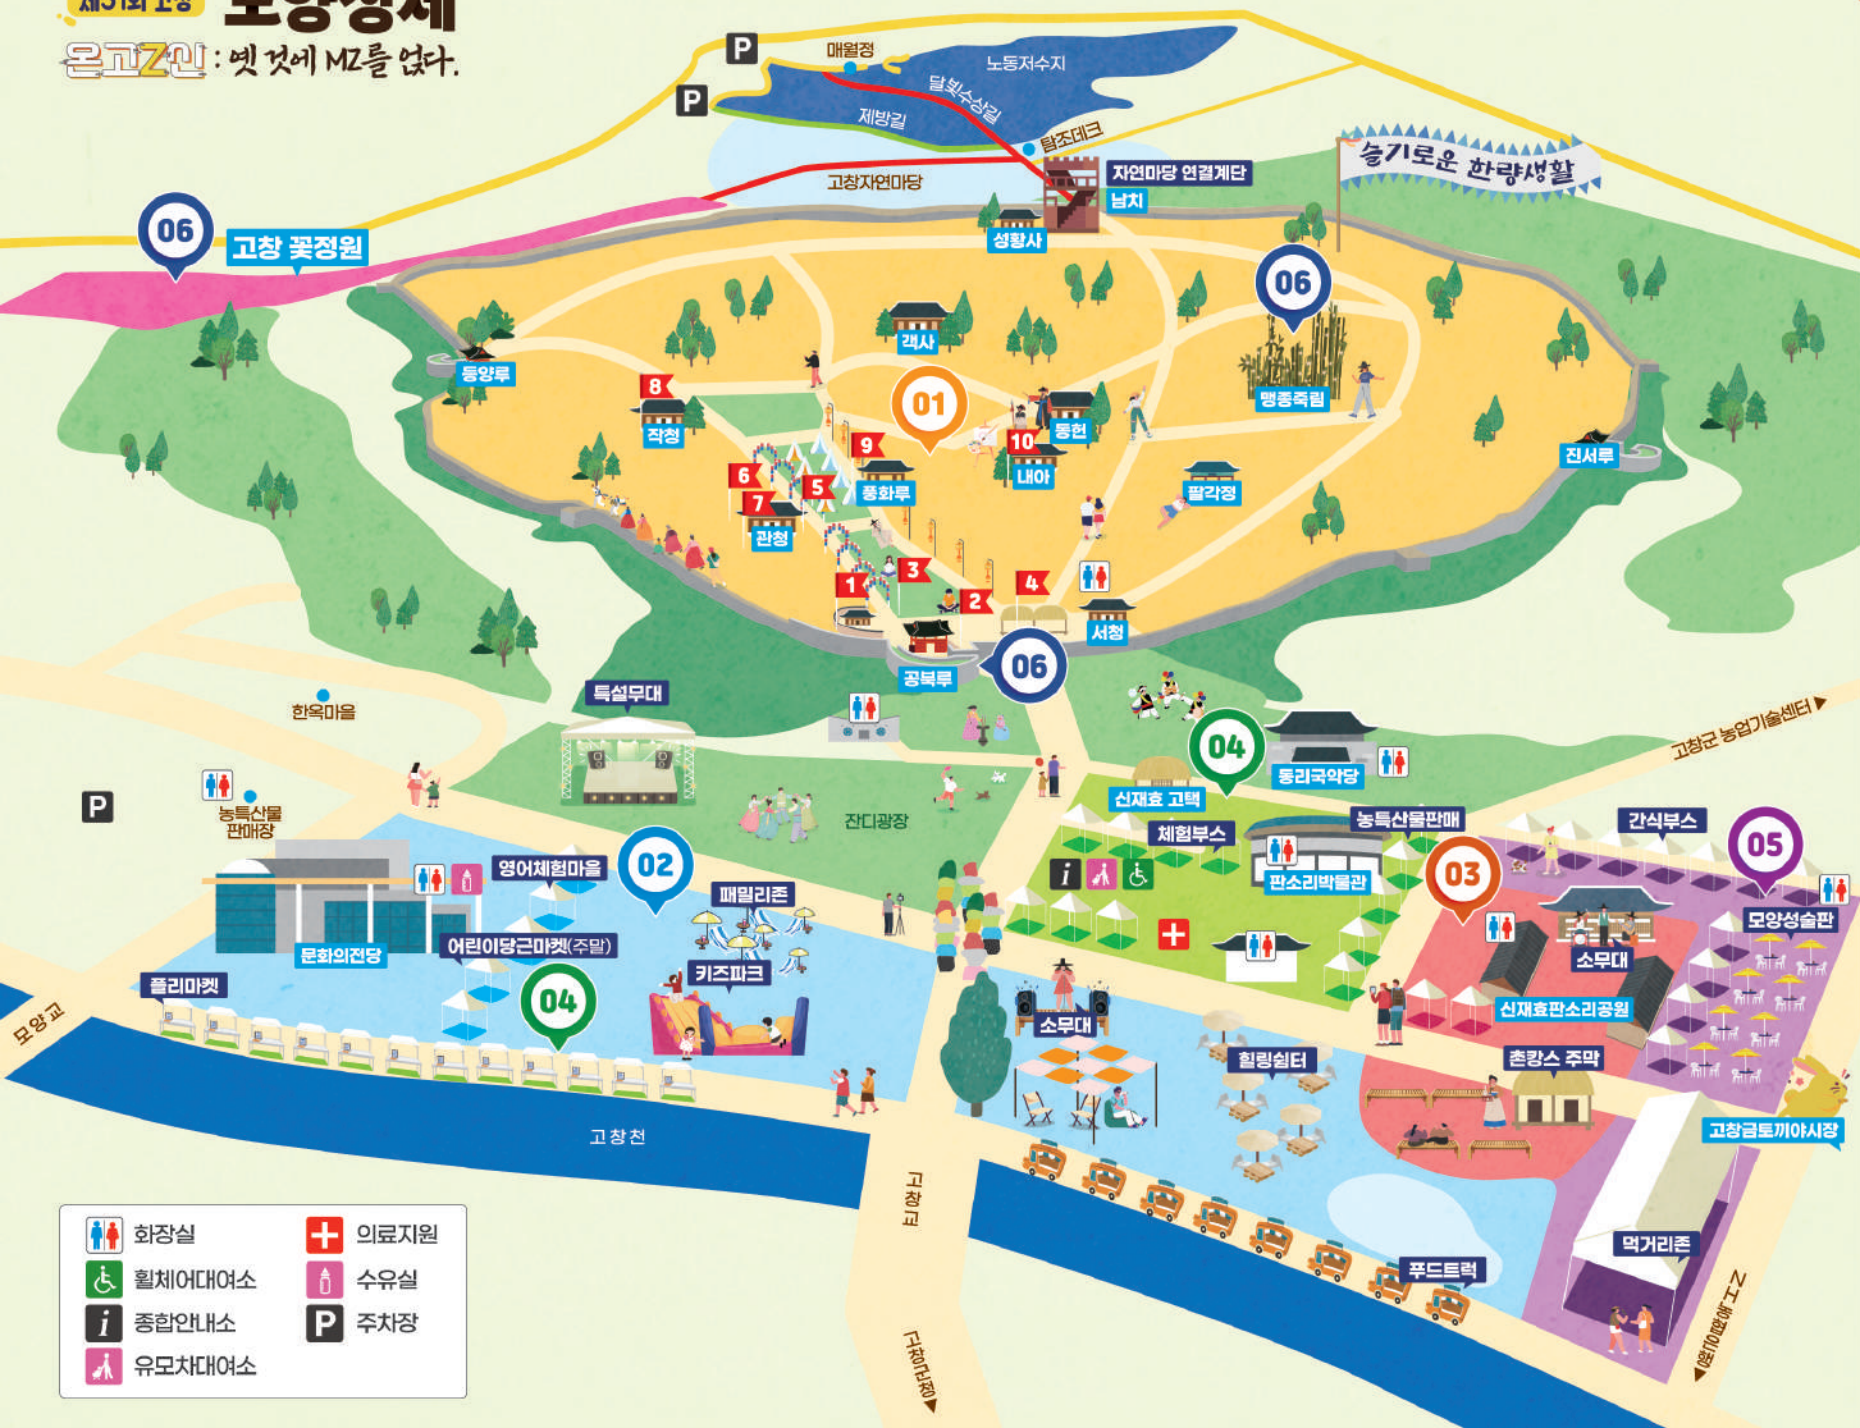 제51회 고창 모양성제
온고Z신 : 옛 것에 MZ를 얹다.
P
매월정
노동저수지
P
달빛수상길
제방길
탐조데크
슬기로운 한량생활
자연마당 연결계단
고창자연마당
남치
06
고창 꽃정원
성황사
06
객사
등양루
8
01
맹종죽림
작청
9
10
동헌
진서루
6
5
풍화루
내아
팔각정
7
관청
1
3
4
2
서청
공북루
06
특설무대
한옥마을
고창군 농업기술센터
04
동리국악당
신재효 고택
P
농특산물
판매장
잔디광장
체험부스
농특산물판매
간식부스
05
02
영어체험마을
판소리박물관
03
패밀리존
모양성술판
어린이당근마켓(주말)
문화의전당
키즈파크
소무대
플리마켓
04
신재효판소리공원
모양교
소무대
힐링쉼터
촌캉스 주막
고창천
고창금토끼야시장
고창교
먹거리존
푸드트럭
고창군청
화장실
의료지원
휠체어대여소
수유실
i 종합안내소
P 주차장
유모차대여소